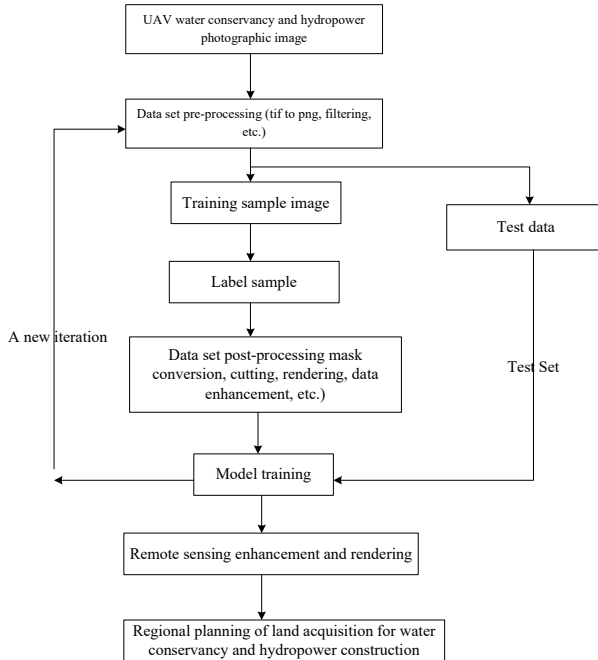 UAV water conservancy and hydropower
photographic image
Data set pre-processing (tif to png, filtering,
etc.)
Training sample image
Test data
Label sample
A new iteration
Data set post-processing mask
conversion, cutting, rendering, data
enhancement, etc.)
Test Set
Model training
Remote sensing enhancement and rendering
Regional planning of land acquisition for water
conservancy and hydropower construction